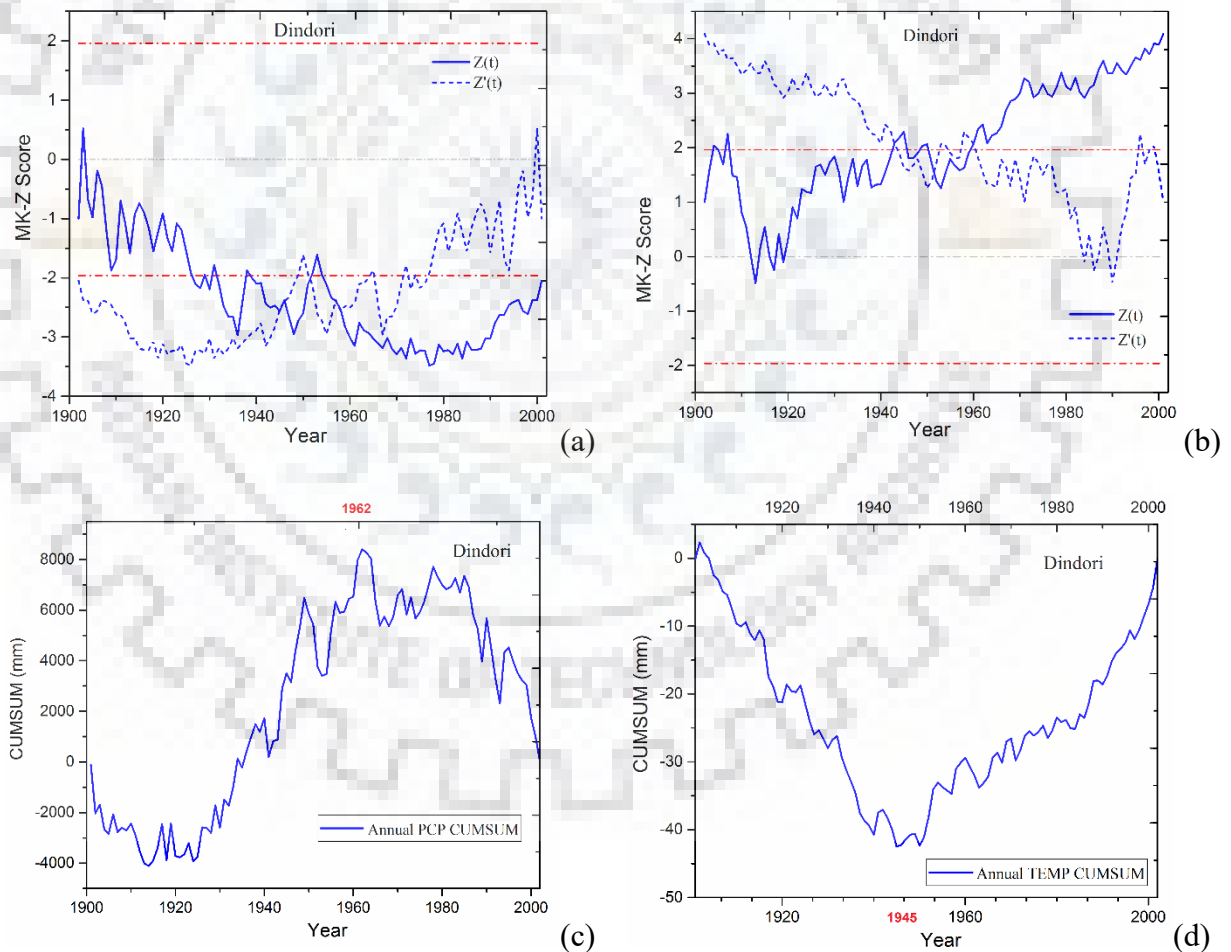 Dindori
Z(t)
Z'(t)
MK-Z Score
2
1
0
-1
-2
-3
-4
1900 1920 1940 1960 1980 2000
Year
(a)
Dindori
Z(t)
Z'(t)
MK-Z Score
4
3
2
1
0
-1
-2
1900 1920 1940 1960 1980 2000
Year
(b)
1962
Dindori
CUMSUM (mm)
8000
6000
4000
2000
0
-2000
-4000
Annual PCP CUMSUM
1900 1920 1940 1960 1980 2000
Year
(c)
1920 1940 1960 1980 2000
Dindori
CUMSUM (mm)
0
-10
-20
-30
-40
-50
Annual TEMP CUMSUM
1920 1945 1960 1980 2000
Year
(d)